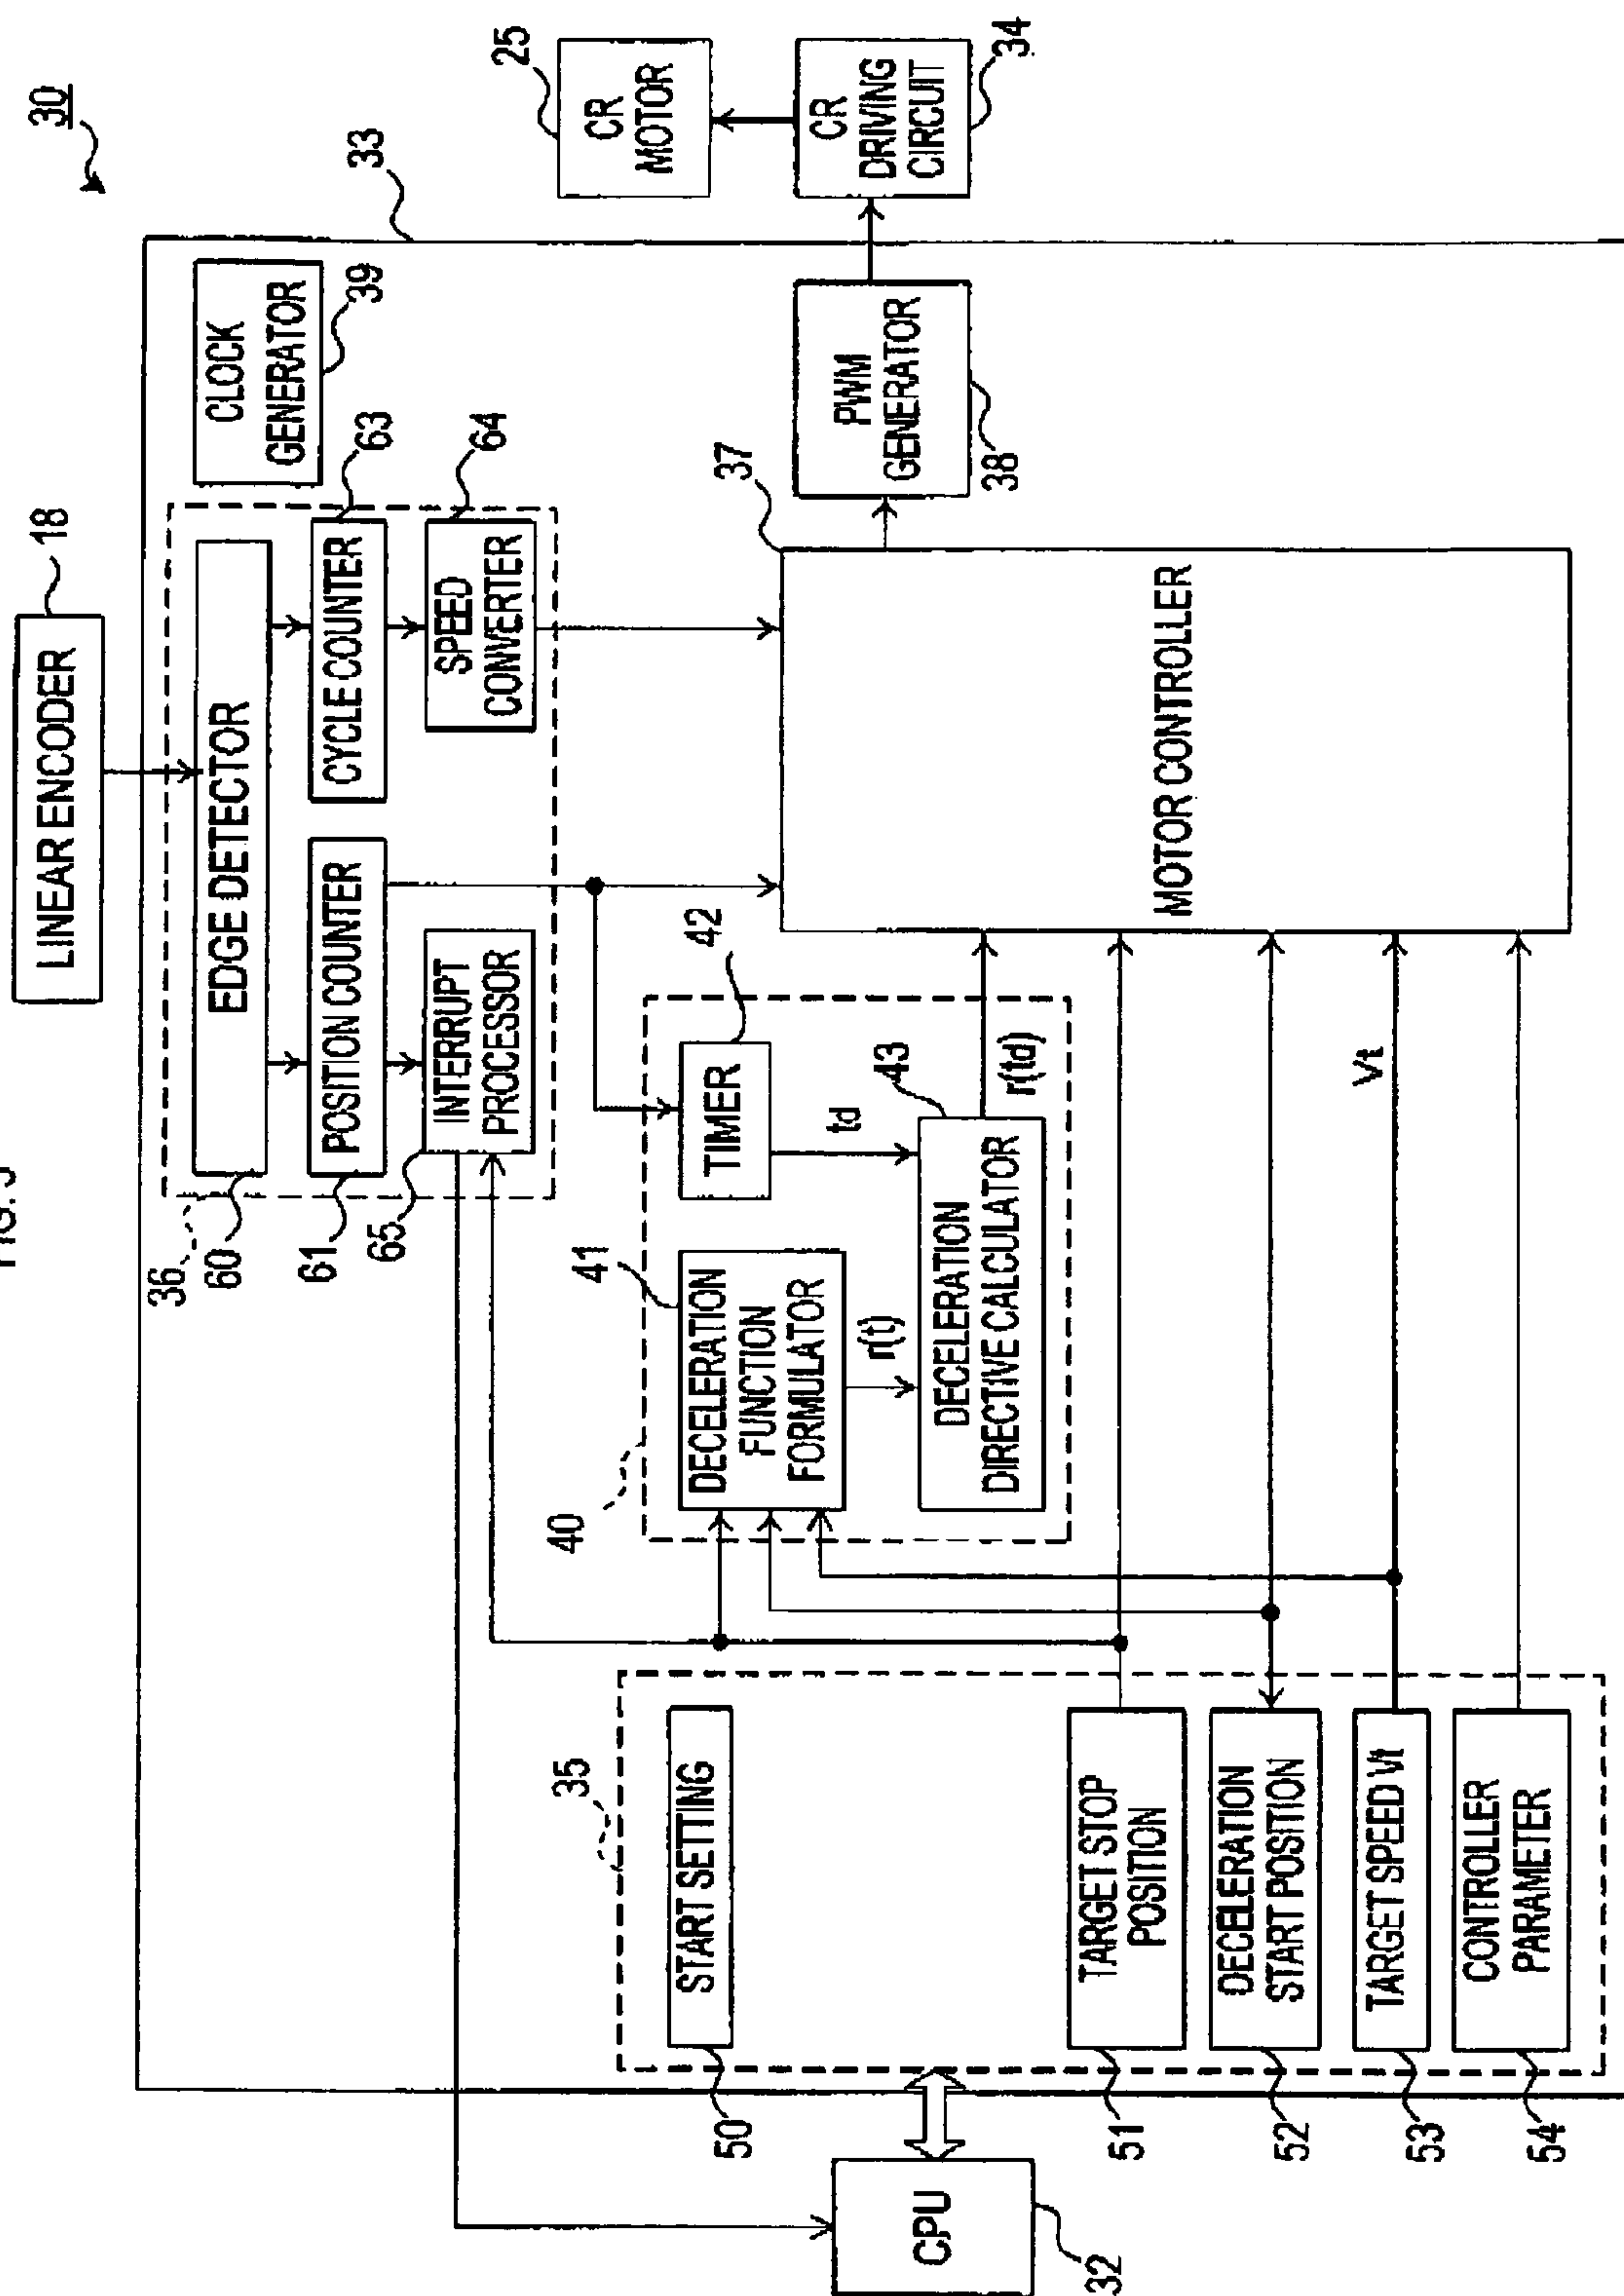 30
LINEAR ENCODER
18
33
36
60
EDGE DETECTOR
CLOCK
GENERATOR
39
61
POSITION COUNTER
CYCLE COUNTER
63
65
INTERRUPT
PROCESSOR
SPEED
CONVERTER
64
25
CR
MOTOR
35
START SETTING
50
40
41
DECELERATION
FUNCTION
FORMULATOR
TIMER
42
r(t)
td
43
DECELERATION
DIRECTIVE CALCULATOR
r(td)
37
MOTOR CONTROLLER
PWM
GENERATOR
38
CR
DRIVING
CIRCUIT
34
CPU
32
TARGET STOP
POSITION
51
DECELERATION
START POSITION
52
TARGET SPEED Vt
53
Vt
CONTROLLER
PARAMETER
54